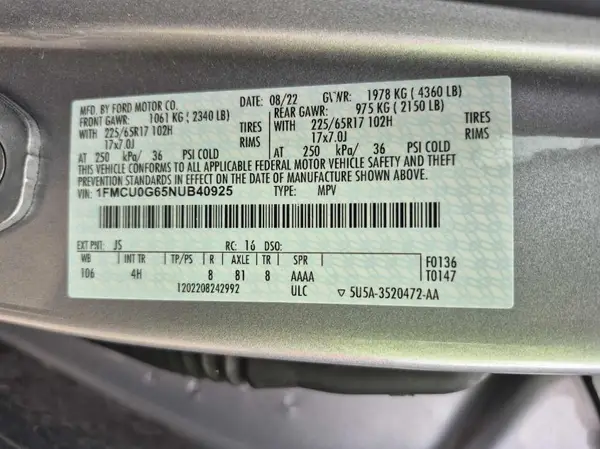 MFD. BY FORD MOTOR CO.
DATE: 08/22 GVWR: 1978 KG (4360 LB)
FRONT GAWR: 1061 KG (2340 LB) REAR GAWR: 975 KG (2150 LB)
WITH 225/65R17 102H TIRES WITH 225/65R17 102H TIRES
17x7.0J RIMS 17x7.0J RIMS
AT 250 kPa/ 36 PSI COLD AT 250 kPa/ 36 PSI COLD
THIS VEHICLE CONFORMS TO ALL APPLICABLE FEDERAL MOTOR VEHICLE SAFETY AND THEFT
PREVENTION STANDARDS IN EFFECT ON THE DATE OF MANUFACTURE SHOWN ABOVE.
VIN: 1FMCU0G65NUB40925 TYPE: MPV
EXT PNT: JS RC: 16 DSO:
WB INT TR TP/PS R AXLE TR SPR
106 4H 8 81 8 AAAA
F0136
T0147
1202208242992 ULC ▽ 5U5A-3S20472-AA